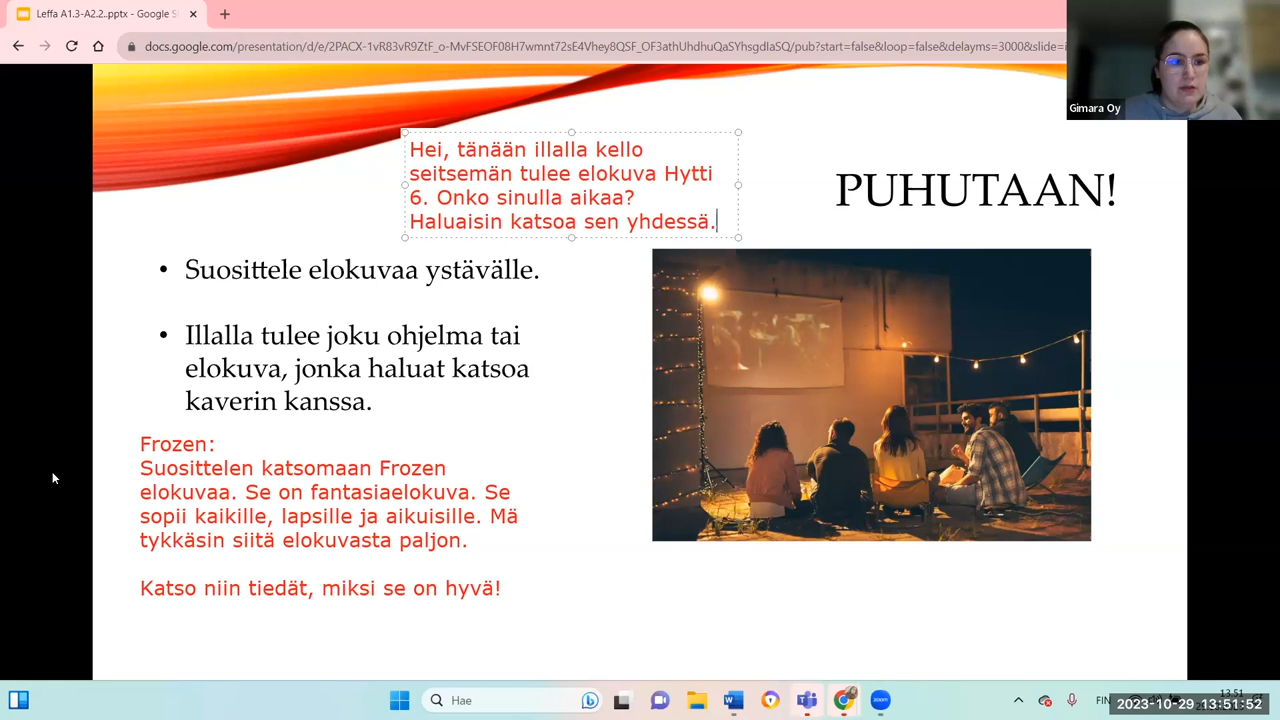 Leffa A1.3-A2.2..pptx - Google S
docs.google.com/presentation/d/e/2PACX-1vR83vR9ZtF_o-MvFSEOF08H7wmnt72sE4Vhey8QSF_OF3athUhdhuQaSYhsgdIaSQ/pub?start=false&loop=false&delayms=3000&slide=i
Gimara Oy
Hei, tänään illalla kello
seitsemän tulee elokuva Hytti
6. Onko sinulla aikaa?
Haluaisin katsoa sen yhdessä.
PUHUTAAN!
• Suosittele elokuvaa ystävälle.
• Illalla tulee joku ohjelma tai
elokuva, jonka haluat katsoa
kaverin kanssa.
Frozen:
Suosittelen katsomaan Frozen
elokuvaa. Se on fantasiaelokuva. Se
sopii kaikille, lapsille ja aikuisille. Mä
tykkäsin siitä elokuvasta paljon.
Katso niin tiedät, miksi se on hyvä!
Hae
FIN
13.51
2023-10-29 13:51:52